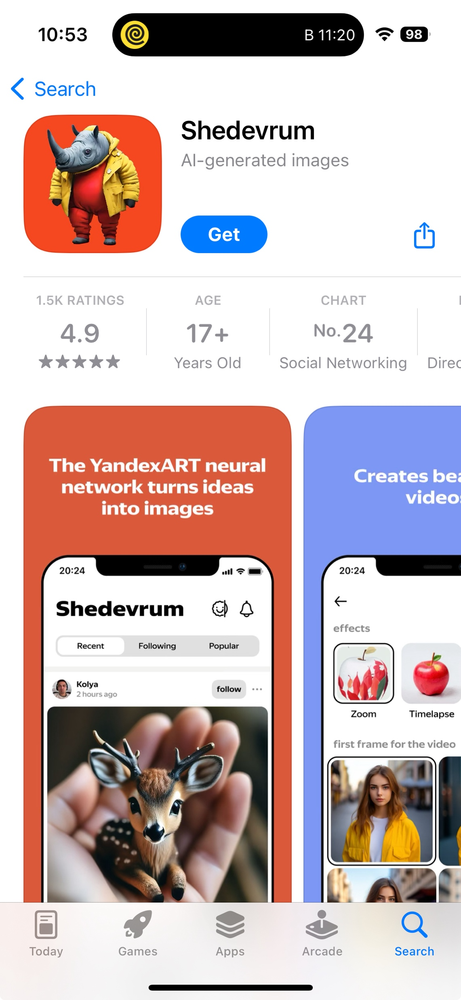 10:53
В 11:20
98
Search
Shedevrum
AI-generated images
Get
1.5K RATINGS
4.9
AGE
17+
Years Old
CHART
No.24
Social Networking
Direc
The YandexART neural
network turns ideas
into images
20:24
Shedevrum
Recent
Following
Popular
Kolya
2 hours ago
follow
Creates bea
videos
20:24
effects
Zoom
Timelapse
first frame for the video
Today
Games
Apps
Arcade
Search